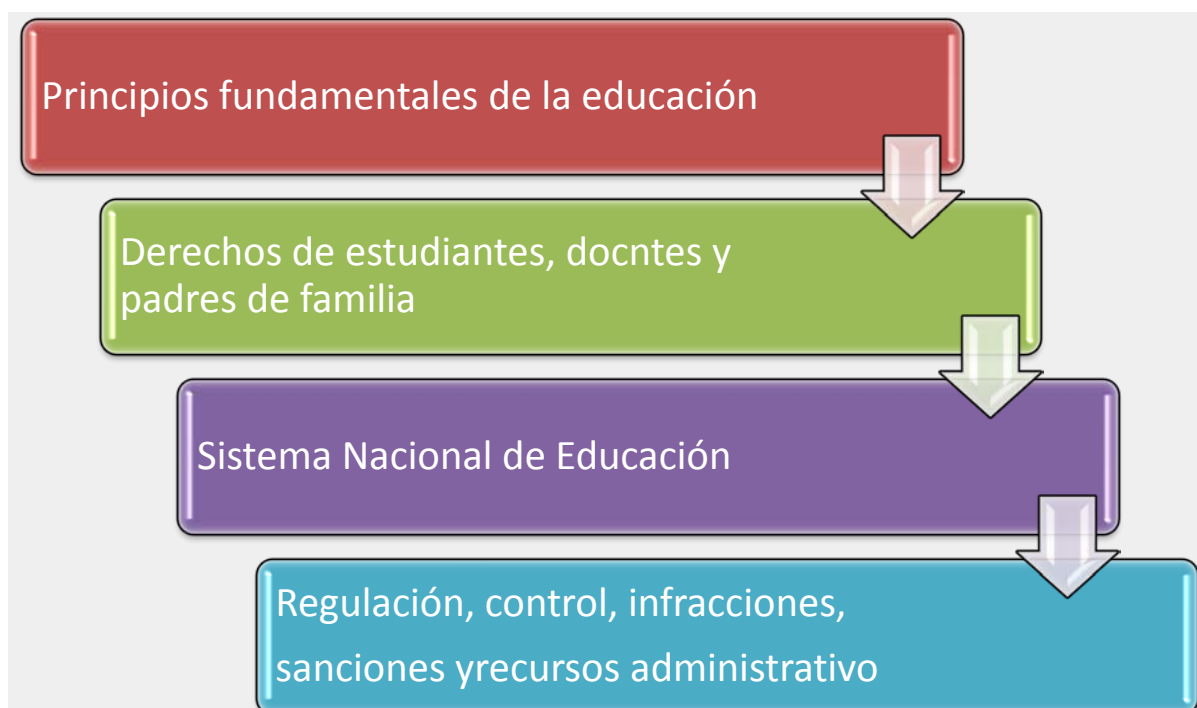 Principios fundamentales de la educación
Derechos de estudiantes, docntes y
padres de familia
Sistema Nacional de Educación
Regulación, control, infracciones,
sanciones yrecursos administrativo